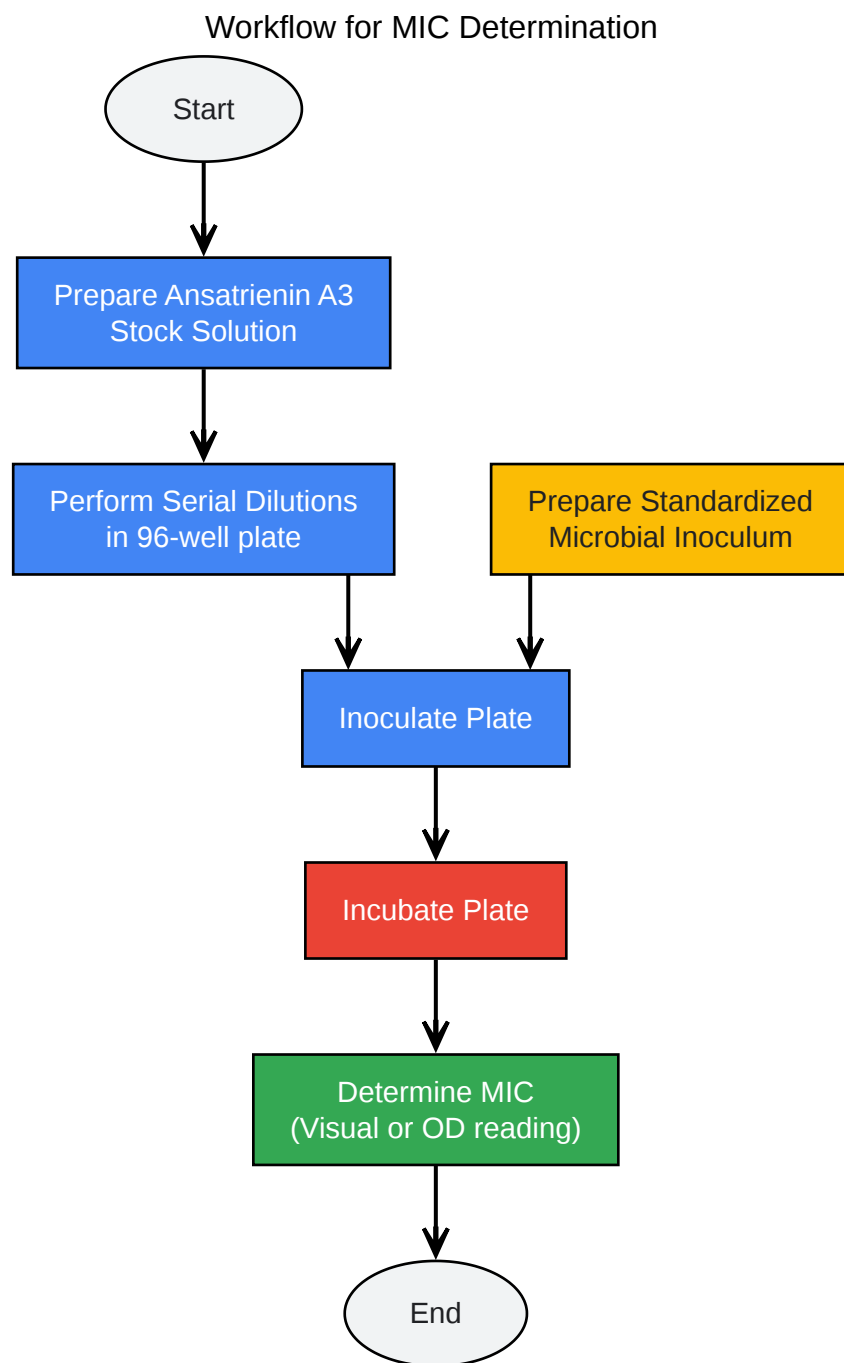 Workflow for MIC Determination
Start
Prepare Ansatrienin A3
Stock Solution
Perform Serial Dilutions
in 96-well plate
Prepare Standardized
Microbial Inoculum
Inoculate Plate
Incubate Plate
Determine MIC
(Visual or OD reading)
End